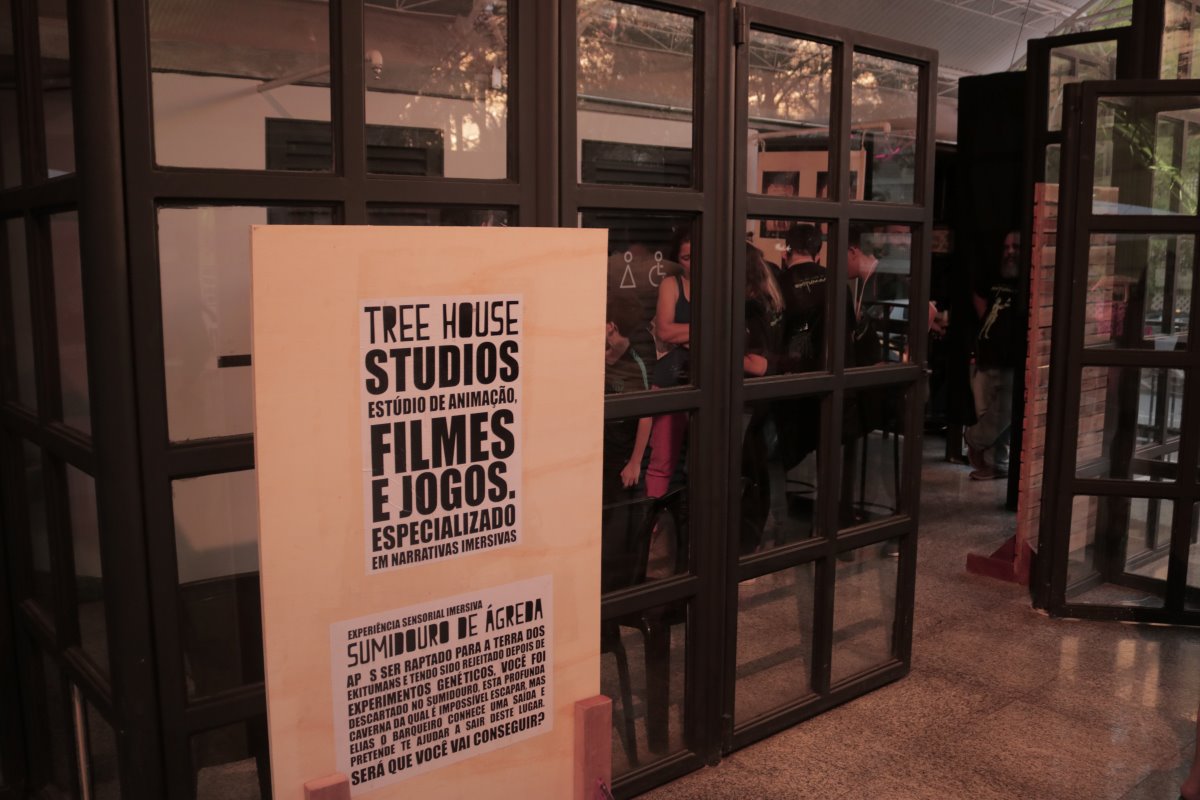 TREE HOUSE
STUDIOS
ESTÚDIO DE ANIMAÇÃO,
FILMES
E JOGOS.
ESPECIALIZADO
EM NARRATIVAS IMERSIVAS
EXPERIÊNCIA SENSORIAL IMERSIVA
SUMIDOURO DE ÁGREDA
AP S SER RAPTADO PARA A TERRA DOS
EKITUMANS E TENDO SIDO REJEITADO DEPOIS DE
EXPERIMENTOS GENÉTICOS, VOCÊ FOI
DESCARTADO NO SUMIDOURO, ESTA PROFUNDA
CAVERNA DA QUAL É IMPOSSÍVEL ESCAPAR, MAS
ELIAS O BARQUEIRO CONHECE UMA SAÍDA E
PRETENDE TE AJUDAR A SAIR DESTE LUGAR.
SERÁ QUE VOCÊ VAI CONSEGUIR?